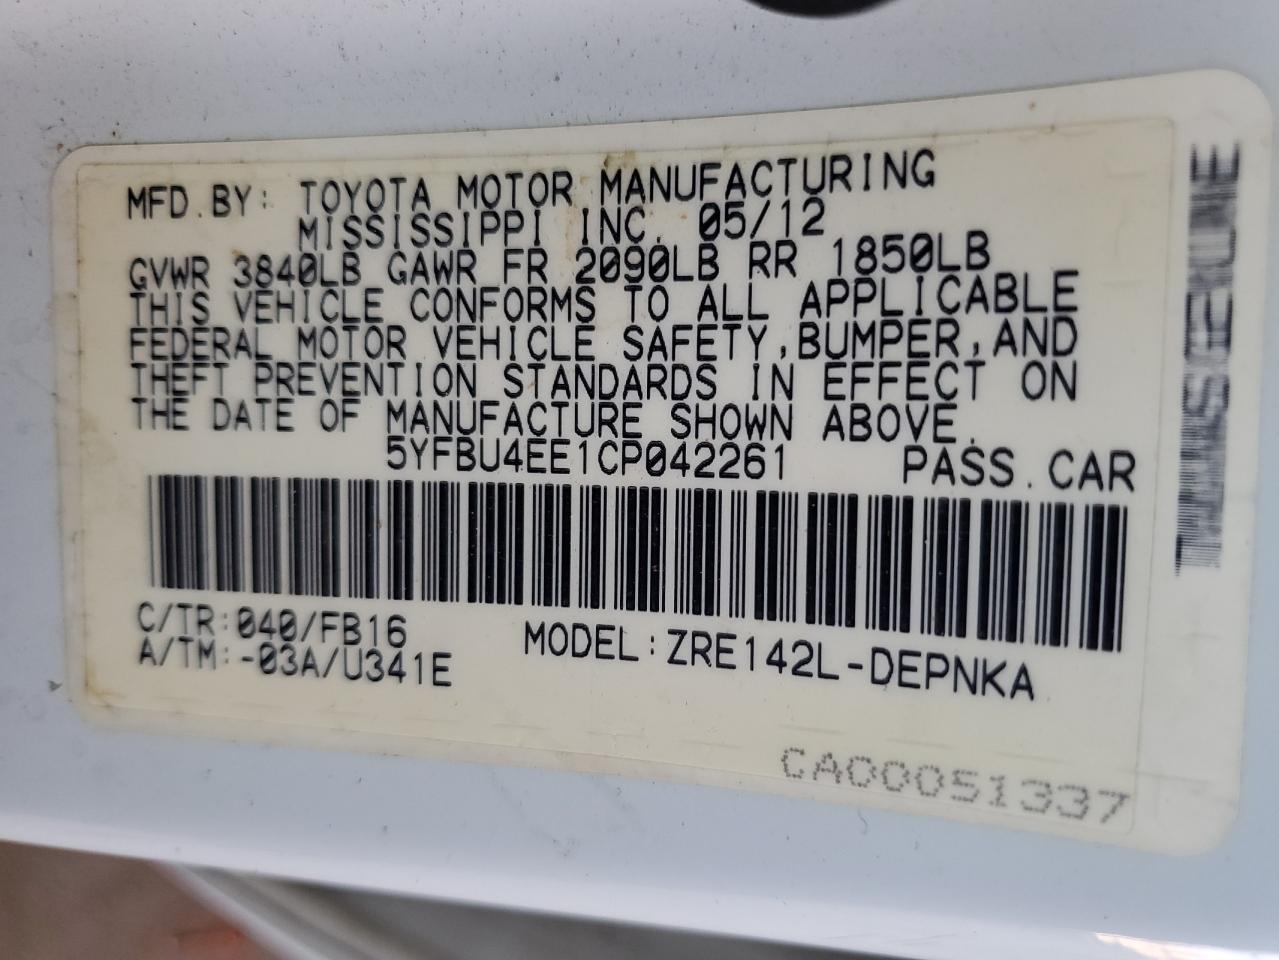 MFD.BY: TOYOTA MOTOR MANUFACTURING
MISSISSIPPI INC. 05/12
GVWR 3840LB GAWR FR 2090LB RR 1850LB
THIS VEHICLE CONFORMS TO ALL APPLICABLE
FEDERAL MOTOR VEHICLE SAFETY,BUMPER,AND
THEFT PREVENTION STANDARDS IN EFFECT ON
THE DATE OF MANUFACTURE SHOWN ABOVE.
5YFBU4EE1CP042261 PASS.CAR
C/TR:040/FB16
A/TM:-03A/U341E
MODEL:ZRE142L-DEPNKA
CA00051337